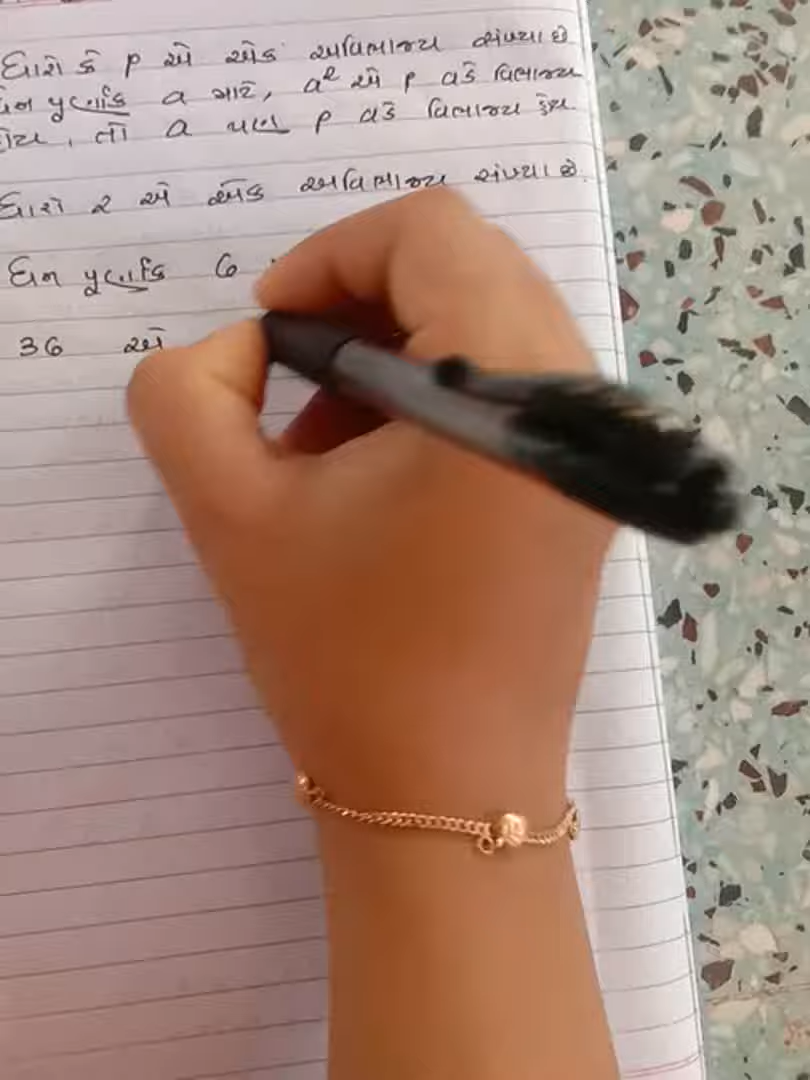 ધારો કે p એ એક અવિભાજ્ય સંખ્યા છે
ધન પૂર્ણાંક a માટે, a² એ p વડે વિભાજ્ય
હોય, તો a પણ p વડે વિભાજ્ય હોય
ધારો 2 એ એક અવિભાજ્ય સંખ્યા છે.
ધન પૂર્ણાંક 6
36 એ